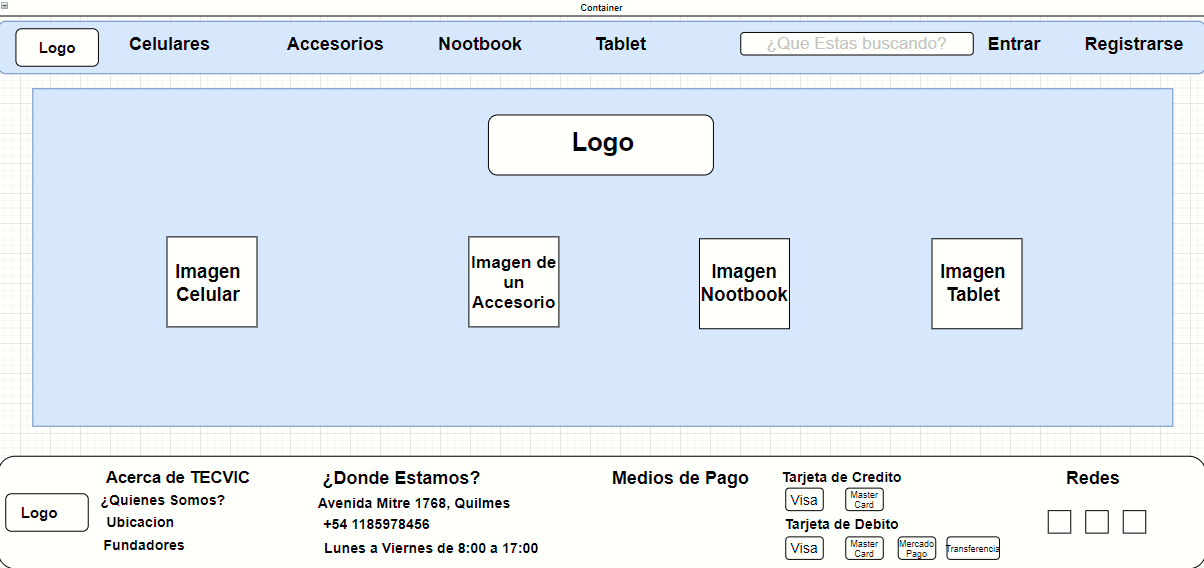 Container
Logo
Celulares
Accesorios
Nootbook
Tablet
¿Que Estas buscando?
Entrar
Registrarse
Logo
Imagen
Celular
Imagen de
un
Accesorio
Imagen
Nootbook
Imagen
Tablet
Logo
Acerca de TECVIC
¿Quienes Somos?
Ubicacion
Fundadores
¿Donde Estamos?
Avenida Mitre 1768, Quilmes
+54 1185978456
Lunes a Viernes de 8:00 a 17:00
Medios de Pago
Tarjeta de Credito
Visa
Master
Card
Tarjeta de Debito
Visa
Master
Card
Mercado
Pago
Transferencia
Redes